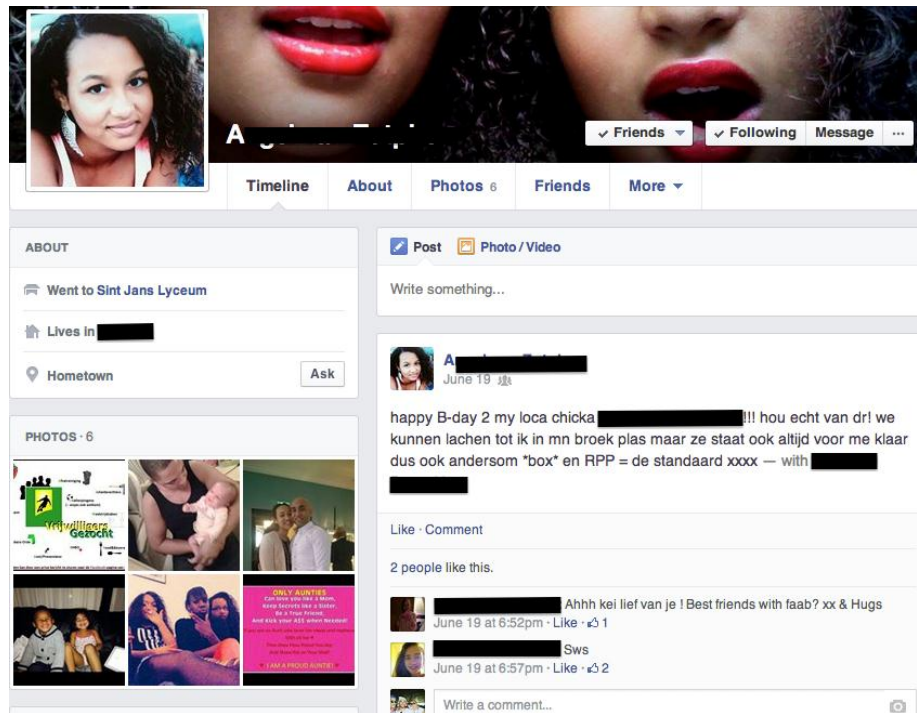 A
Friends
Following
Message
...
Timeline
About
Photos 6
Friends
More
ABOUT
Went to Sint Jans Lyceum
Lives in
Hometown
Ask
PHOTOS · 6
Vrijwilligers
Gezocht
ONLY AUNTIES
Can love you like a Mom,
Keep Secrets like a Sister,
Be a True Friend,
And Kick your ASS when Needed!
I AM A PROUD AUNTIE!
Post
Photo / Video
Write something...
A
June 19
happy B-day 2 my loca chicka !!! hou echt van dr! we
kunnen lachen tot ik in mn broek plas maar ze staat ook altijd voor me klaar
dus ook andersom *box* en RPP = de standaard xxxx — with
Like · Comment
2 people like this.
Ahhh kei lief van je ! Best friends with faab? xx & Hugs
June 19 at 6:52pm · Like · 1
Sws
June 19 at 6:57pm · Like · 2
Write a comment...